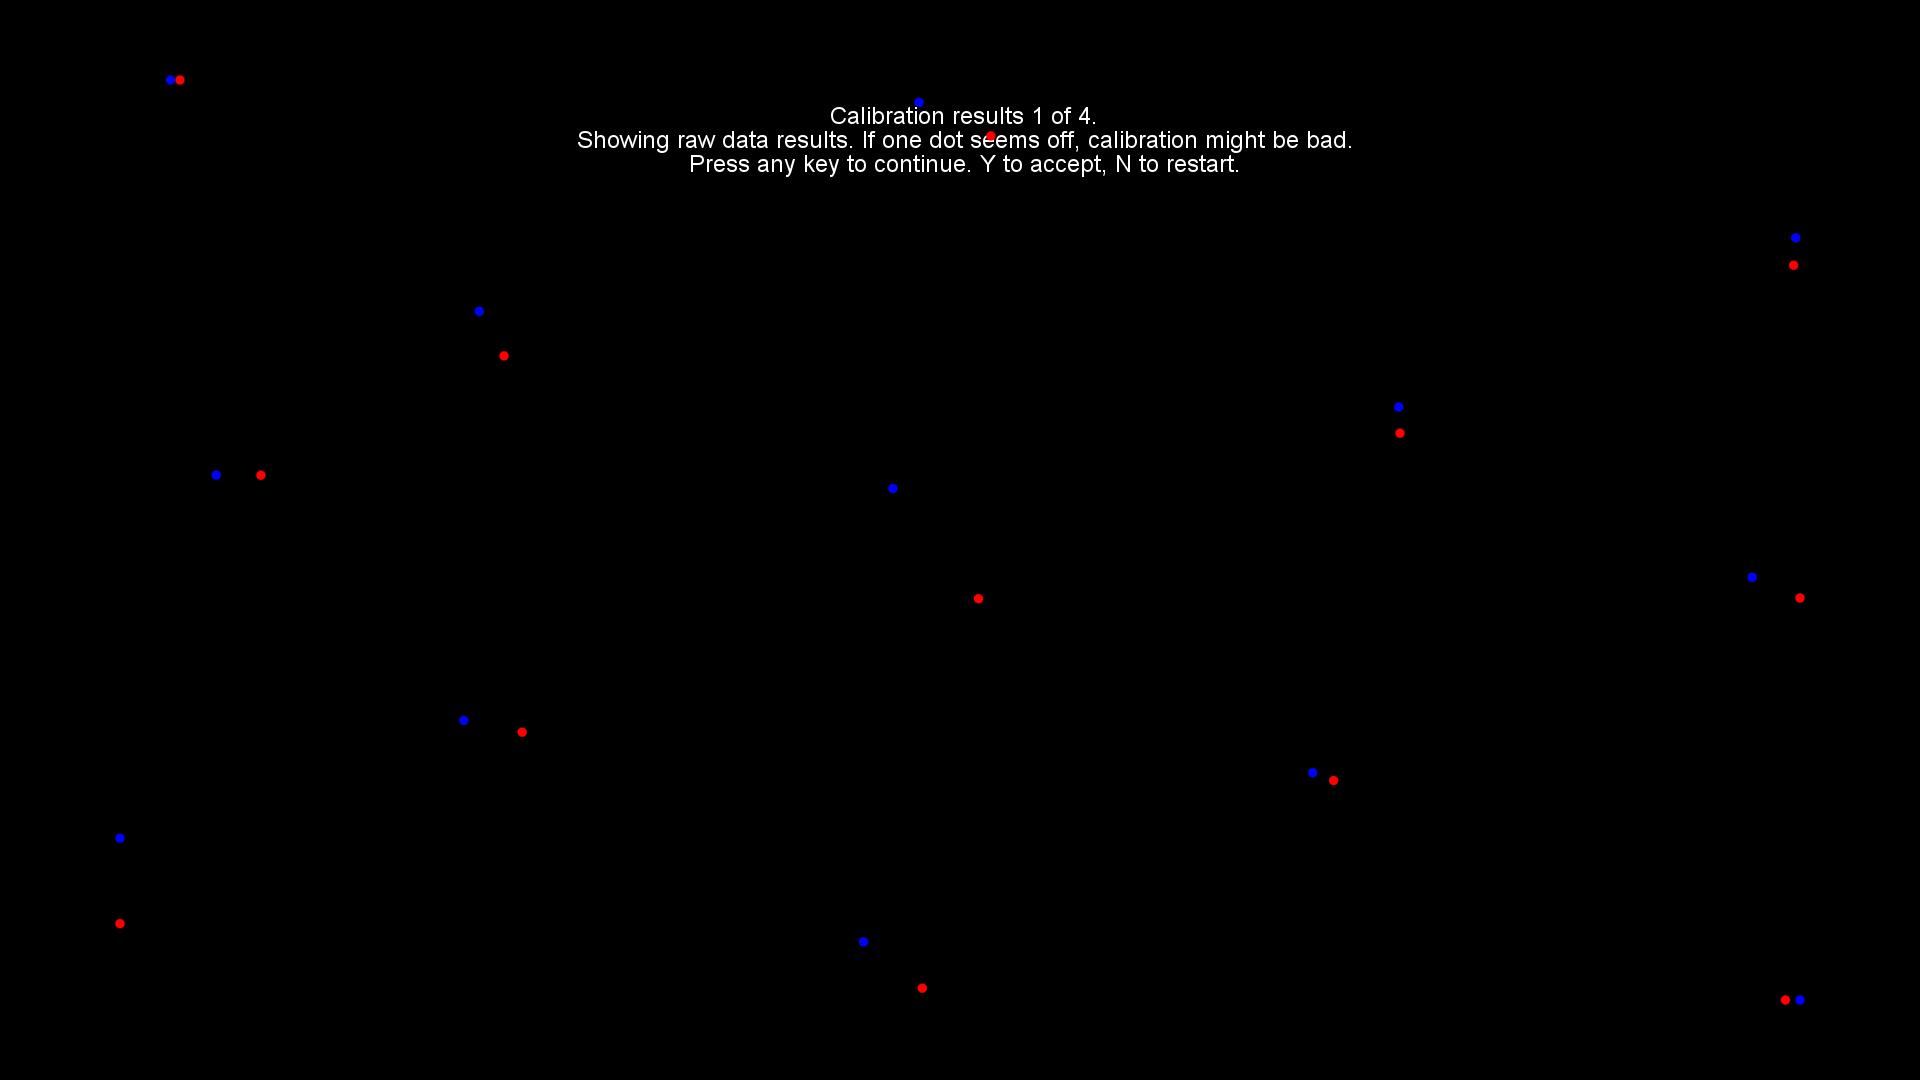 Calibration results 1 of 4.
Showing raw data results. If one dot seems off, calibration might be bad.
Press any key to continue. Y to accept, N to restart.